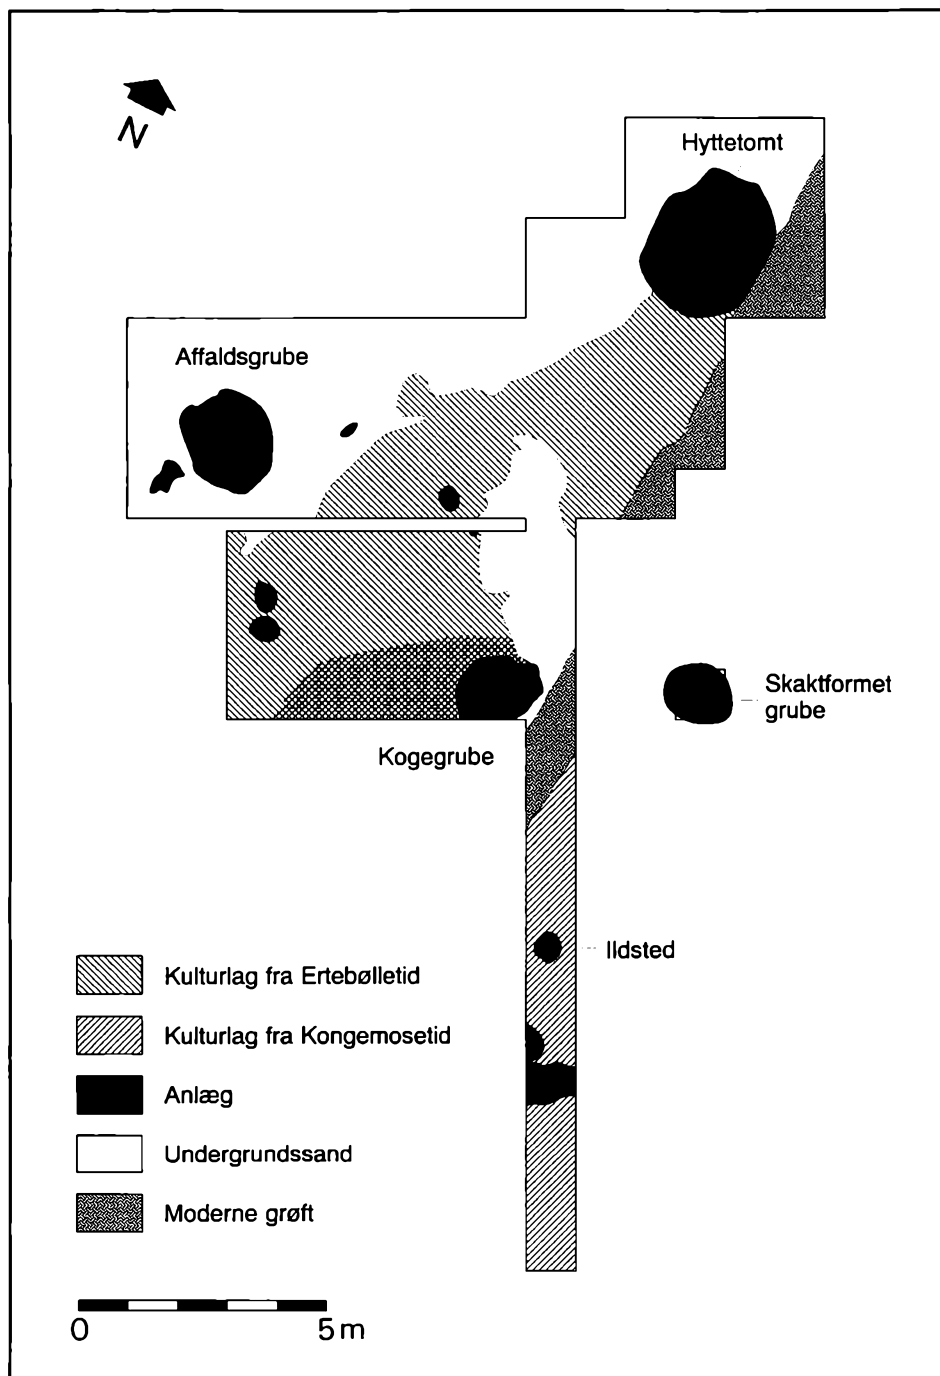 N
Hyttetomt
Affaldsgrube
Skaktformet
grube
Kogegrube
Ildsted
Kulturlag fra Ertebølletid
Kulturlag fra Kongemosetid
Anlæg
Undergrundssand
Moderne grøft
0 5 m